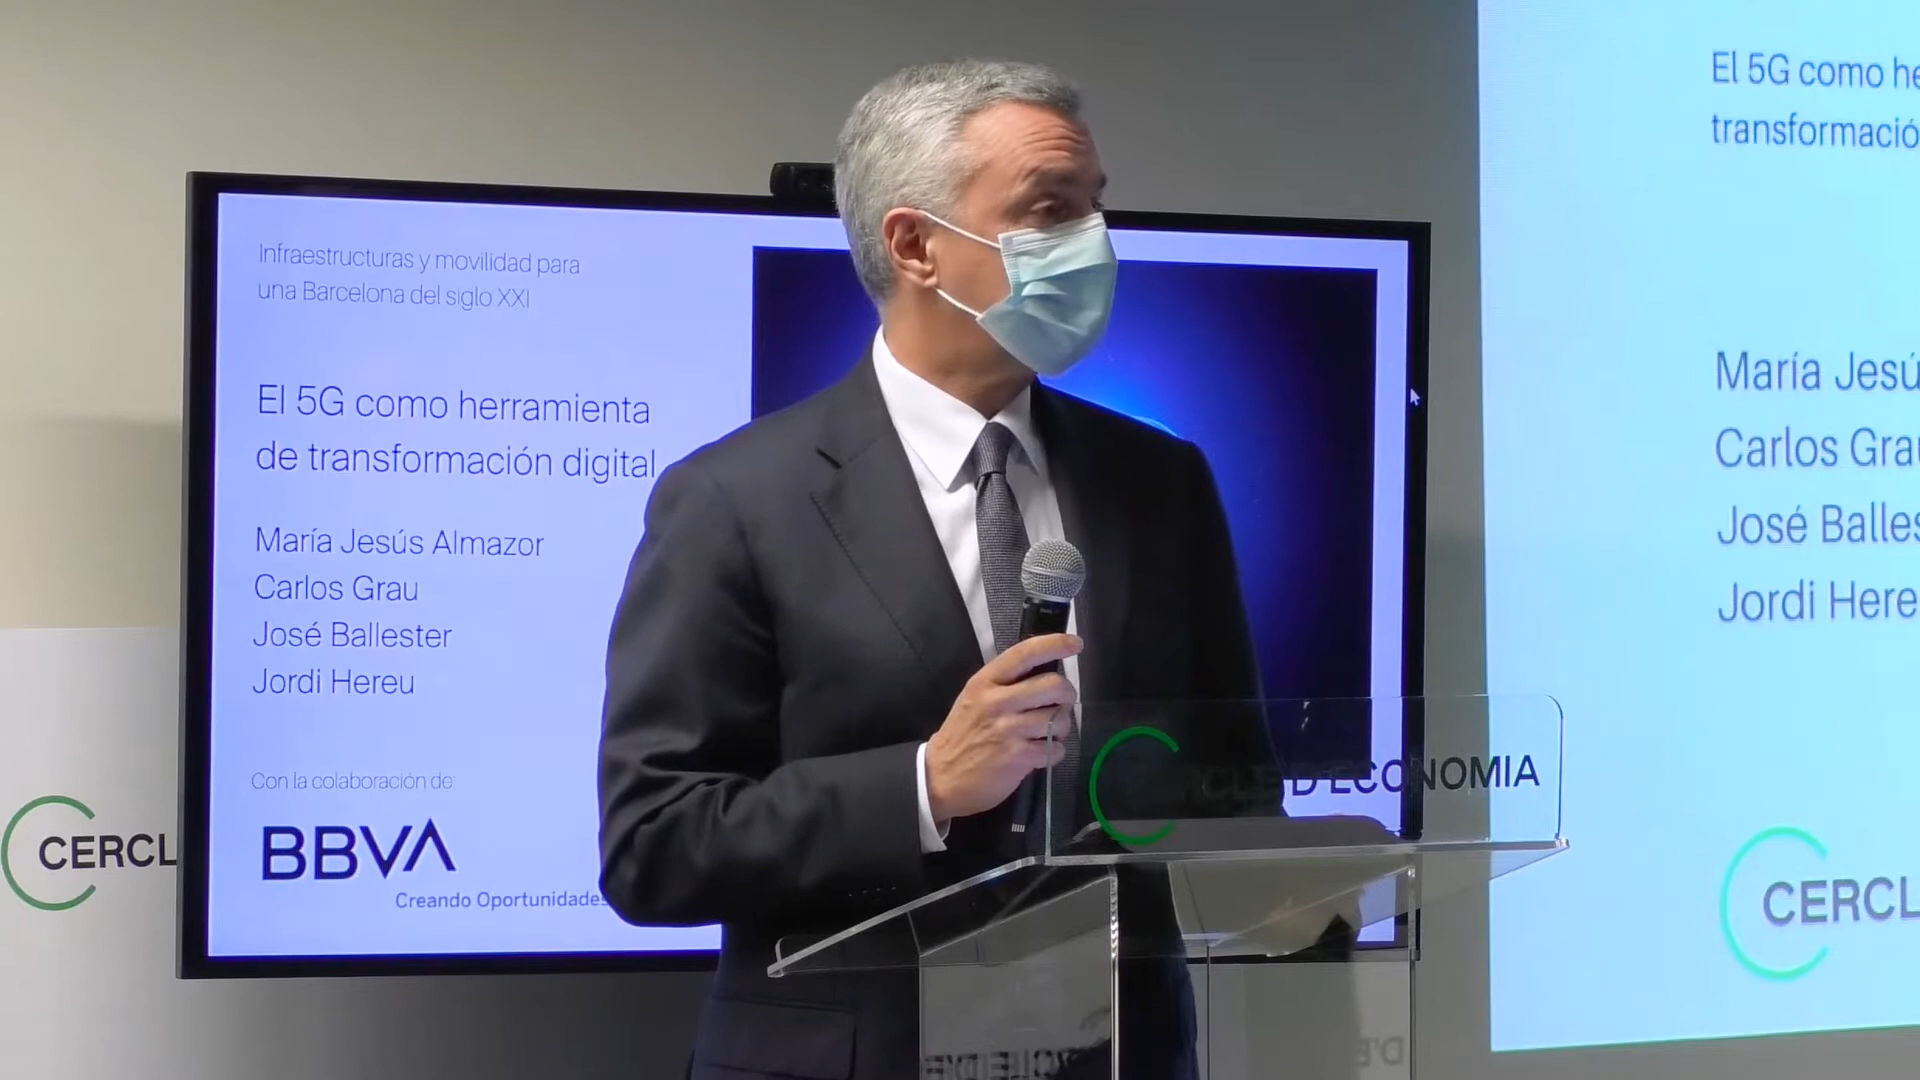 Infraestructuras y movilidad para
una Barcelona del siglo XXI
El 5G como herramienta
de transformación digital
María Jesús Almazor
Carlos Grau
José Ballester
Jordi Hereu
Con la colaboración de:
BBVA
Creando Oportunidades
CERCL
CERCLE D'ECONOMIA
El 5G como he
transformació
María Jesú
Carlos Grau
José Balles
Jordi Here
CERCL